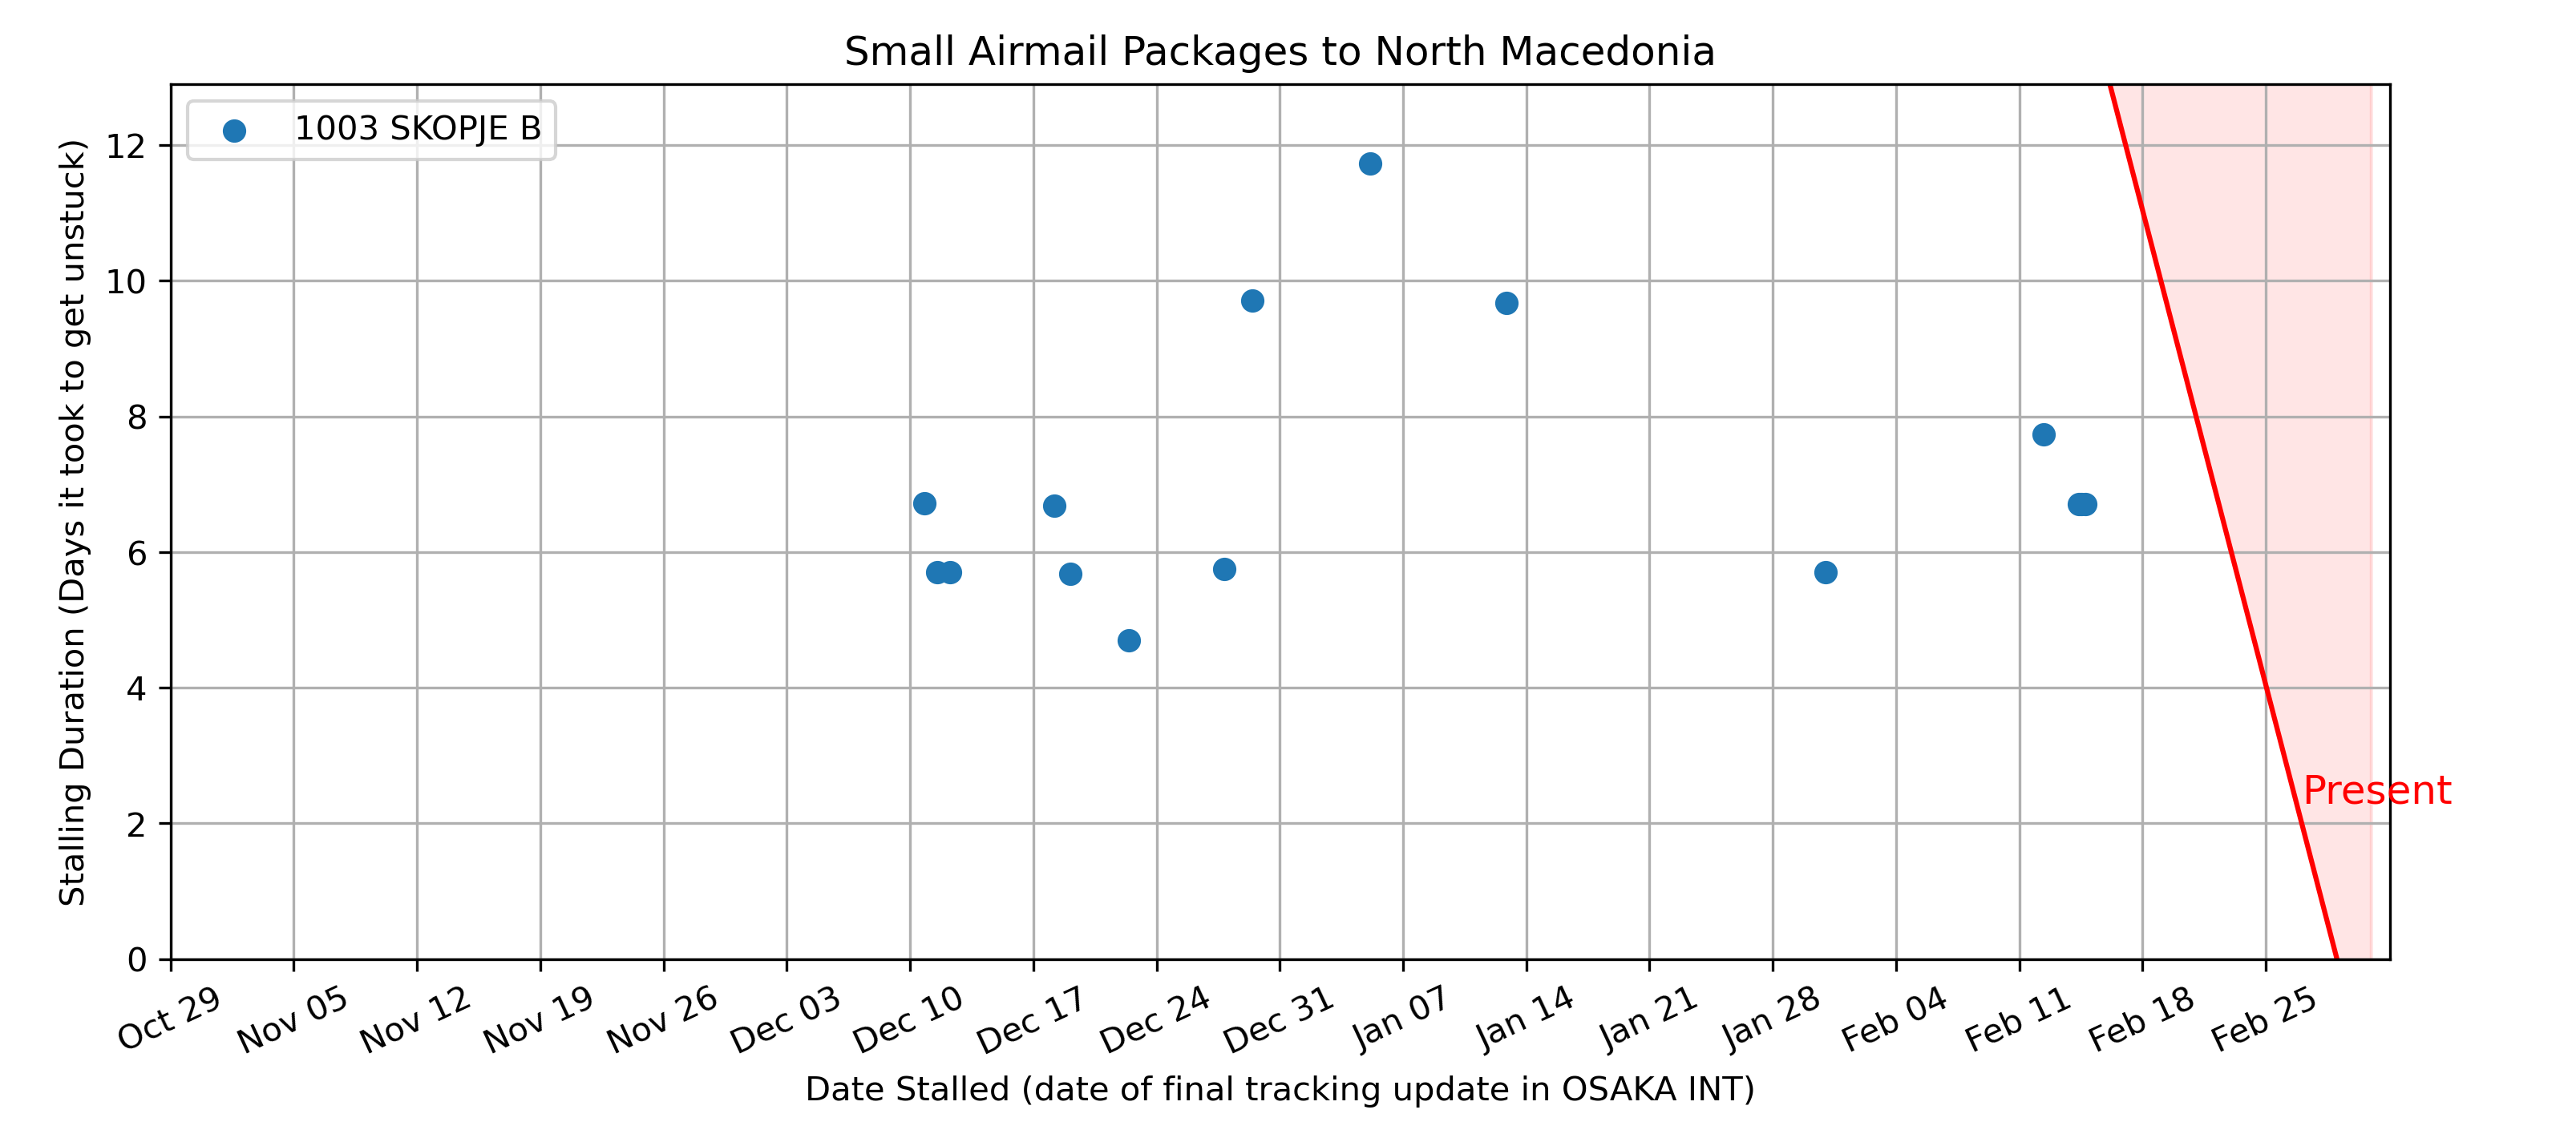 Small Airmail Packages to North Macedonia
1003 SKOPJE B
Stalling Duration (Days it took to get unstuck)
12
10
8
6
4
2
0
Present
Oct 29
Nov 05
Nov 12
Nov 19
Nov 26
Dec 03
Dec 10
Dec 17
Dec 24
Dec 31
Jan 07
Jan 14
Jan 21
Jan 28
Feb 04
Feb 11
Feb 18
Feb 25
Date Stalled (date of final tracking update in OSAKA INT)